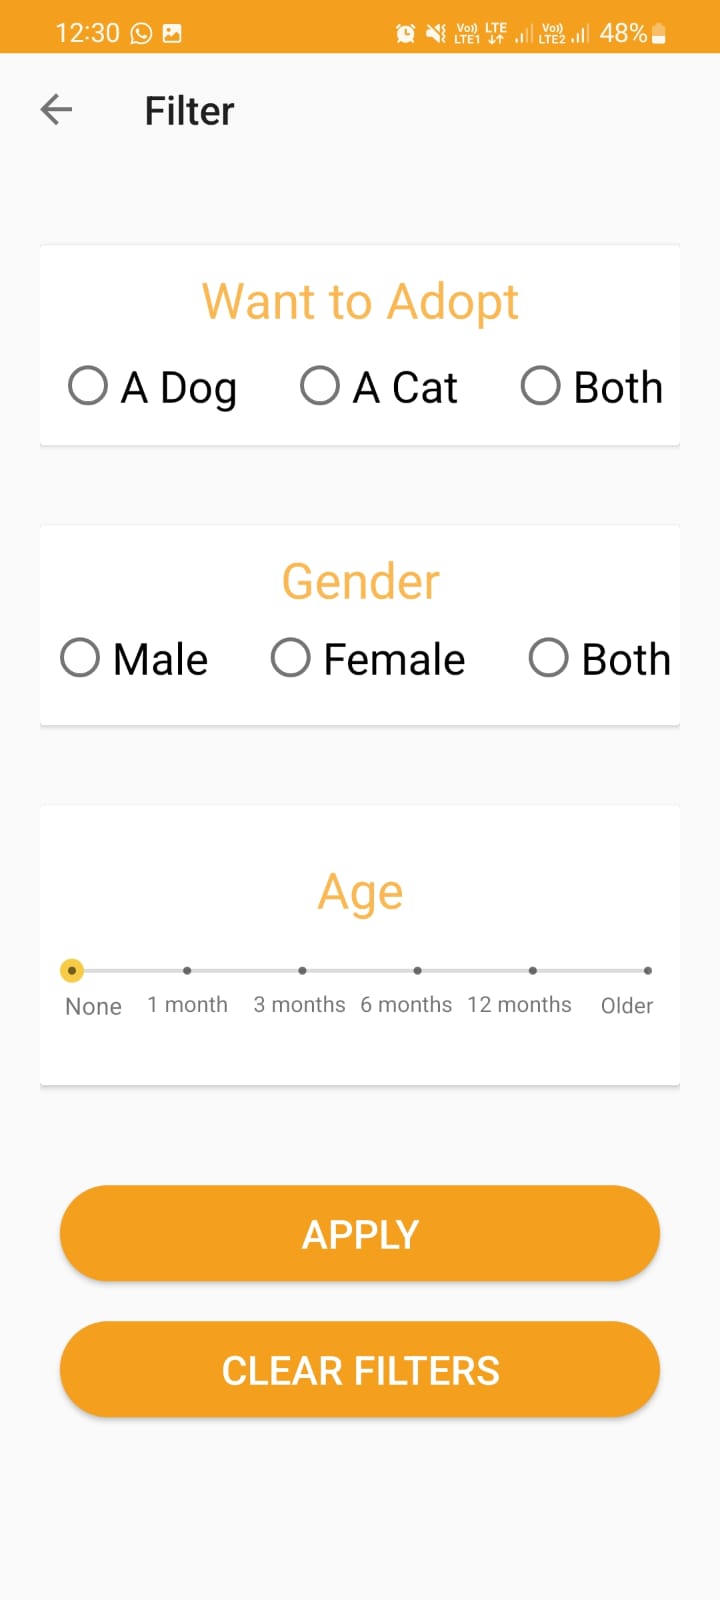 12:30 Vo)) LTE LTE1 Vo)) LTE2 48%
Filter
Want to Adopt
A Dog A Cat Both
Gender
Male Female Both
Age
None 1 month 3 months 6 months 12 months Older
APPLY
CLEAR FILTERS